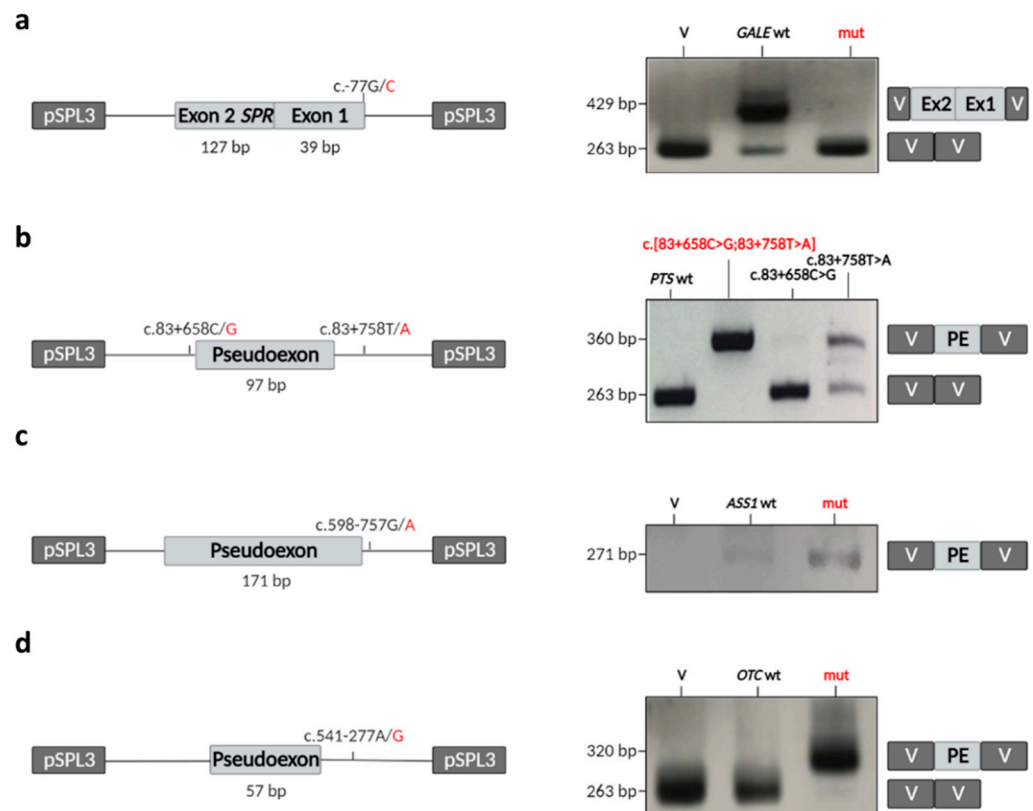 a
c.-77G/C
pSPL3 Exon 2 SPR Exon 1 pSPL3
127 bp 39 bp
V GALE wt mut
429 bp
263 bp
V Ex2 Ex1 V
V V
b
c.83+658C/G c.83+758T/A
pSPL3 Pseudoexon pSPL3
97 bp
c.[83+658C>G;83+758T>A]
c.83+758T>A
PTS wt c.83+658C>G
360 bp
263 bp
V PE V
V V
c
c.598-757G/A
pSPL3 Pseudoexon pSPL3
171 bp
V ASS1 wt mut
271 bp
V PE V
d
c.541-277A/G
pSPL3 Pseudoexon pSPL3
57 bp
V OTC wt mut
320 bp
263 bp
V PE V
V V